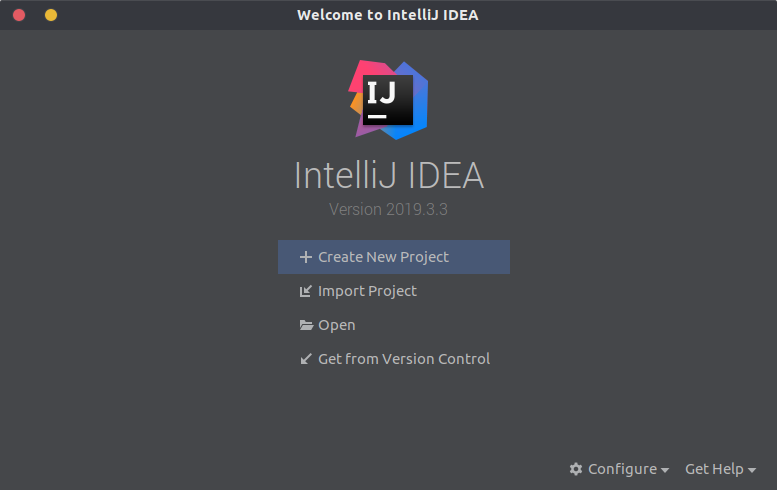 Welcome to IntelliJ IDEA
IJ
IntelliJ IDEA
Version 2019.3.3
Create New Project
Import Project
Open
Get from Version Control
Configure Get Help